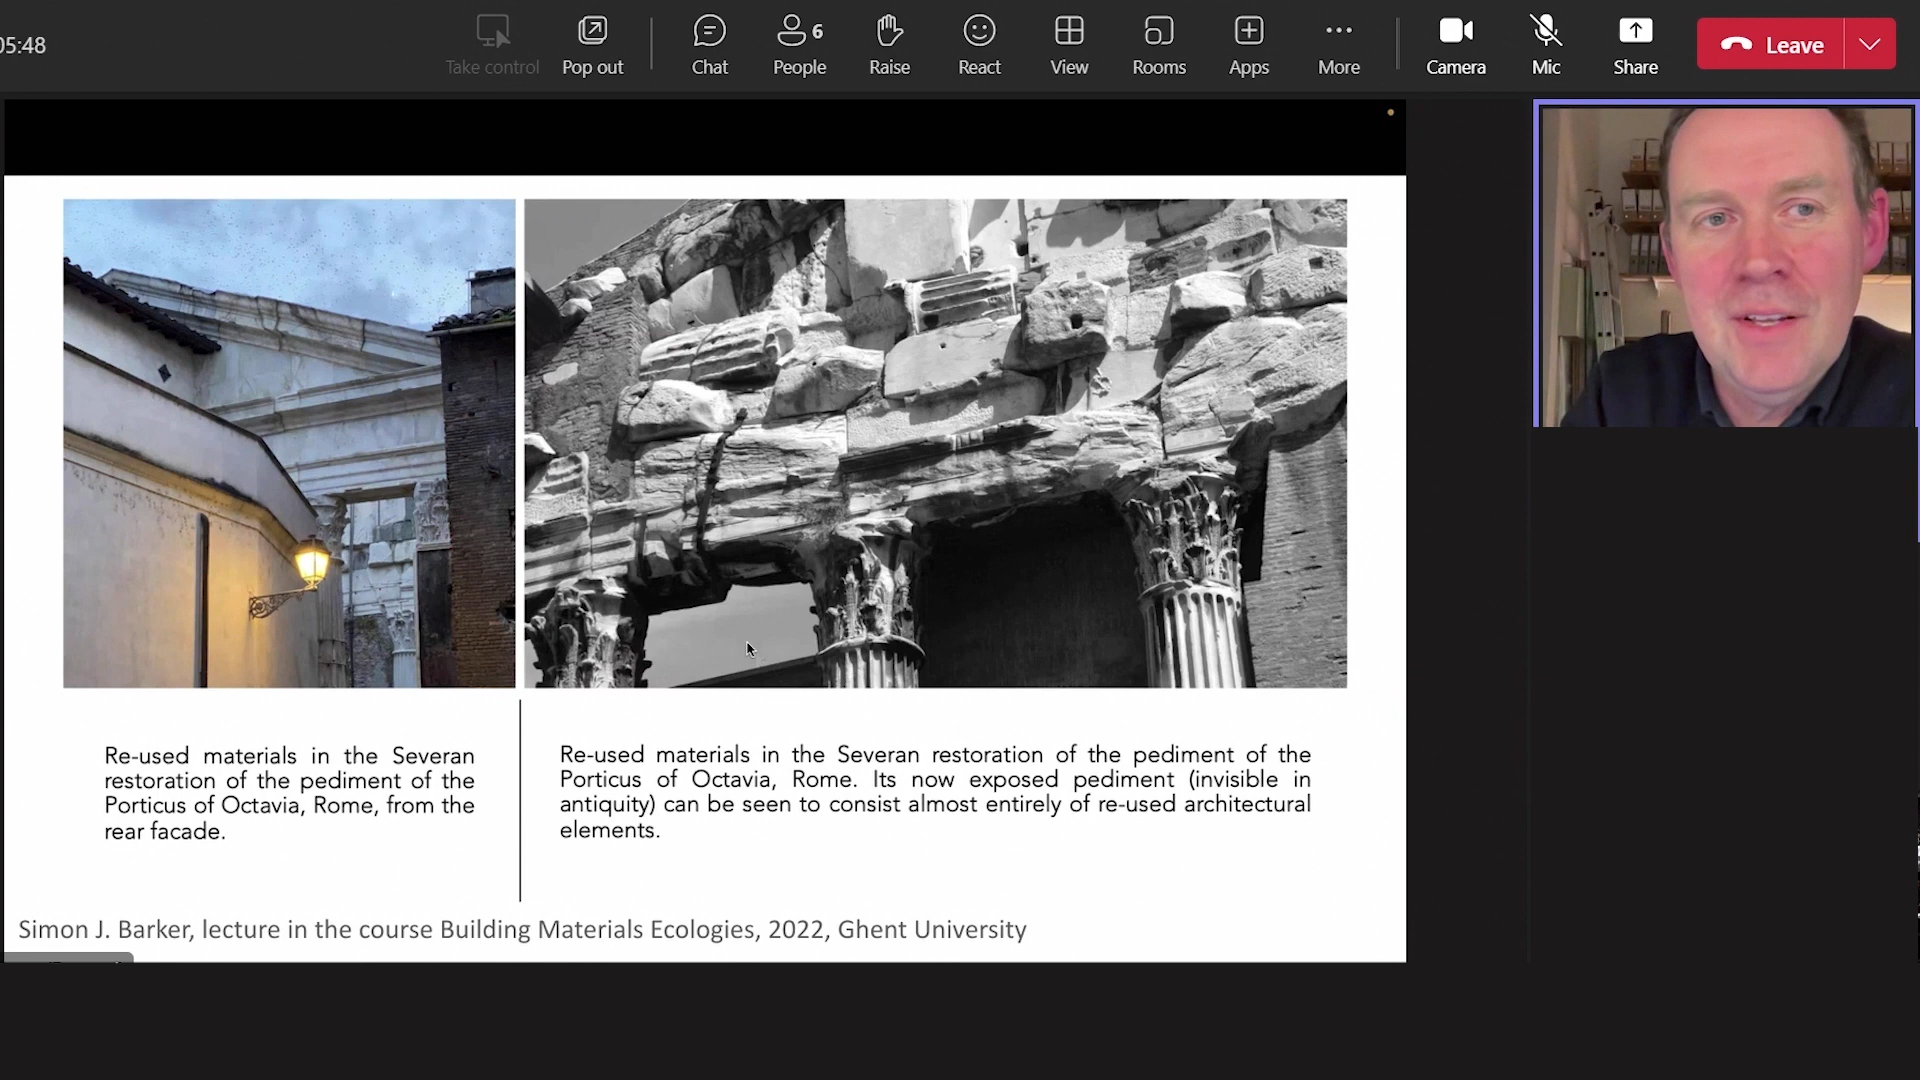 05:48
Take control
Pop out
Chat
People
6
Raise
React
View
Rooms
Apps
More
Camera
Mic
Share
Leave
Re-used materials in the Severan
restoration of the pediment of the
Porticus of Octavia, Rome, from the
rear facade.
Re-used materials in the Severan restoration of the pediment of the
Porticus of Octavia, Rome. Its now exposed pediment (invisible in
antiquity) can be seen to consist almost entirely of re-used architectural
elements.
Simon J. Barker, lecture in the course Building Materials Ecologies, 2022, Ghent University